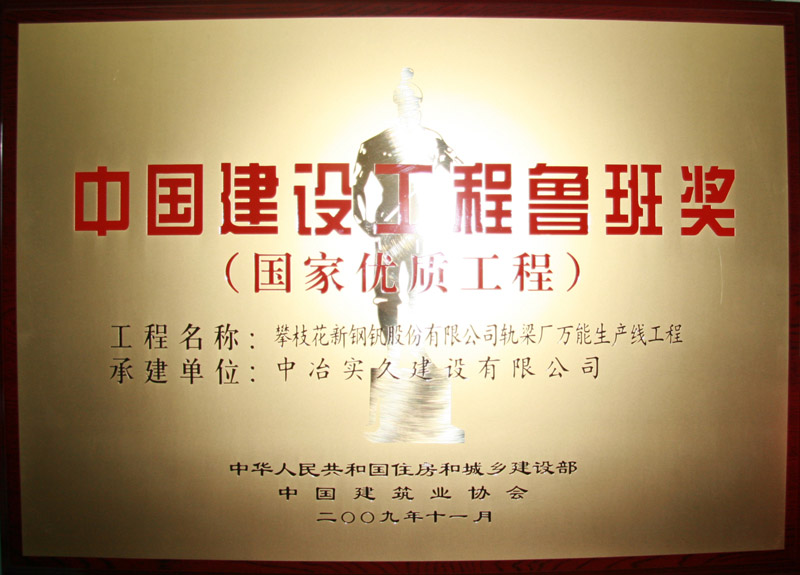 中国建设工程鲁班奖
（国家优质工程）
工程名称：攀枝花新钢钒股份有限公司轨梁厂万能生产线工程
承建单位：中冶实久建设有限公司
中华人民共和国住房和城乡建设部
中国建筑业协会
二〇〇九年十一月